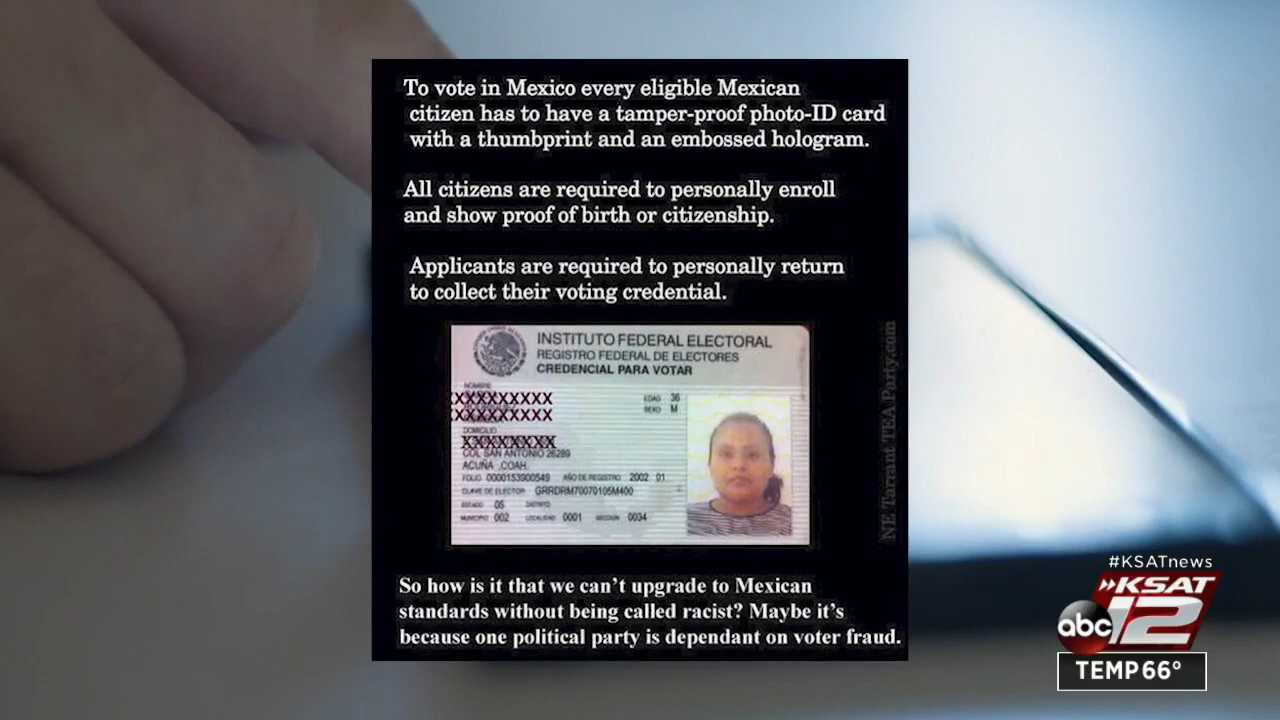 To vote in Mexico every eligible Mexican
citizen has to have a tamper-proof photo-ID card
with a thumbprint and an embossed hologram.
All citizens are required to personally enroll
and show proof of birth or citizenship.
Applicants are required to personally return
to collect their voting credential.
INSTITUTO FEDERAL ELECTORAL
REGISTRO FEDERAL DE ELECTORES
CREDENCIAL PARA VOTAR
NOMBRE
XXXXXXXXX
XXXXXXXXX
EDAD 36
SEXO M
DOMICILIO
XXXXXXXX
COL SAN ANTONIO 26289
ACUÑA ,COAH.
FOLIO 0000153900549 AÑO DE REGISTRO 2002 01
CLAVE DE ELECTOR GRRDRM70070105M400
ESTADO 05 DISTRITO
MUNICIPIO 002 LOCALIDAD 0001 SECCION 0034
NE Tarrant TEA Party.com
So how is it that we can't upgrade to Mexican
standards without being called racist? Maybe it's
because one political party is dependant on voter fraud.
#KSATnews
KSAT
abc 12
TEMP 66°